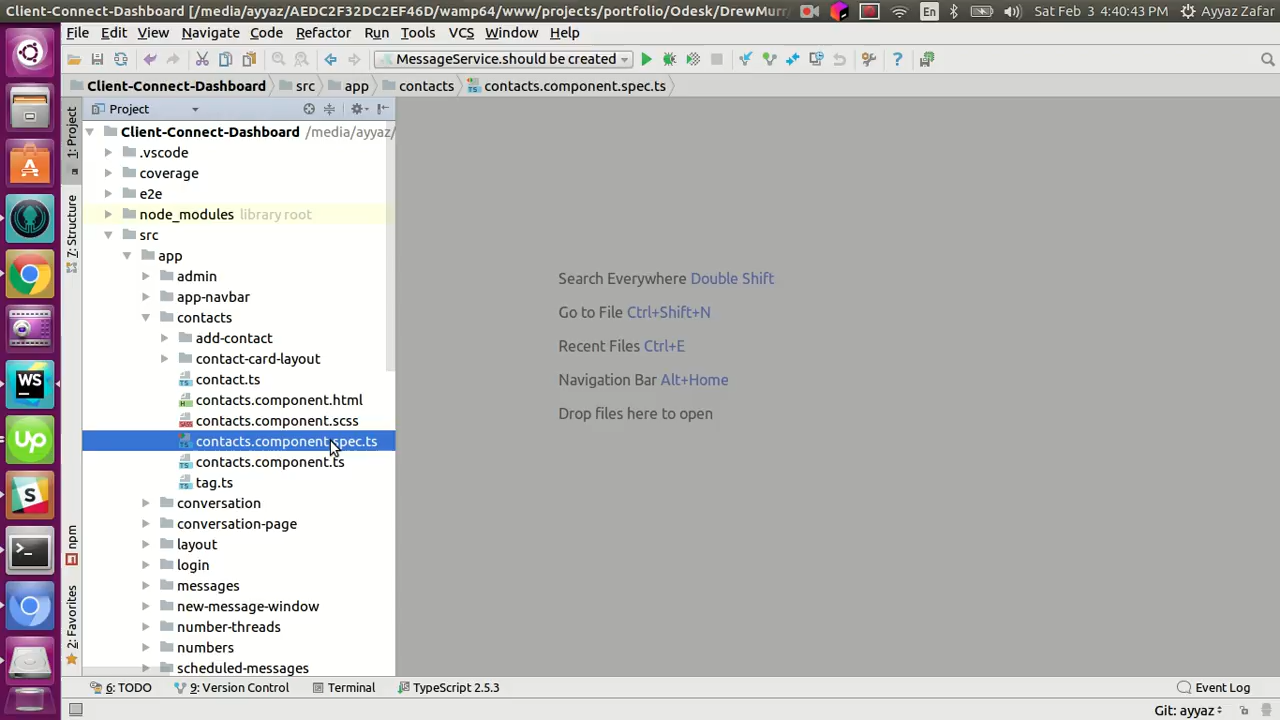 Client-Connect-Dashboard [/media/ayyaz/AEDC2F32DC2EF46D/wamp64/www/projects/portfolio/Odesk/DrewMurr
En
Sat Feb 3 4:40:43 PM
Ayyaz Zafar
File Edit View Navigate Code Refactor Run Tools VCS Window Help
MessageService.should be created
Client-Connect-Dashboard src app contacts contacts.component.spec.ts
1: Project
7: Structure
npm
2: Favorites
Project
Client-Connect-Dashboard /media/ayyaz/
.vscode
coverage
e2e
node_modules library root
src
app
admin
app-navbar
contacts
add-contact
contact-card-layout
contact.ts
contacts.component.html
contacts.component.scss
contacts.component.spec.ts
contacts.component.ts
tag.ts
conversation
conversation-page
layout
login
messages
new-message-window
number-threads
numbers
scheduled-messages
Search Everywhere Double Shift
Go to File Ctrl+Shift+N
Recent Files Ctrl+E
Navigation Bar Alt+Home
Drop files here to open
6: TODO
9: Version Control
Terminal
TypeScript 2.5.3
Event Log
Git: ayyaz